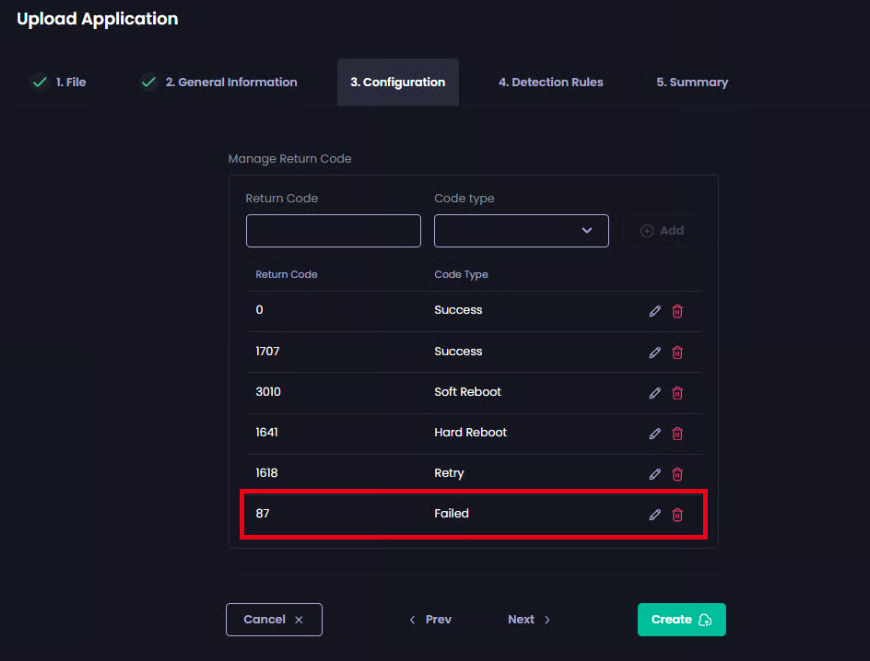 Upload Application
1. File
2. General Information
3. Configuration
4. Detection Rules
5. Summary
Manage Return Code
Return Code Code type
Add
Return Code Code Type
0 Success
1707 Success
3010 Soft Reboot
1641 Hard Reboot
1618 Retry
87 Failed
Cancel Prev Next Create